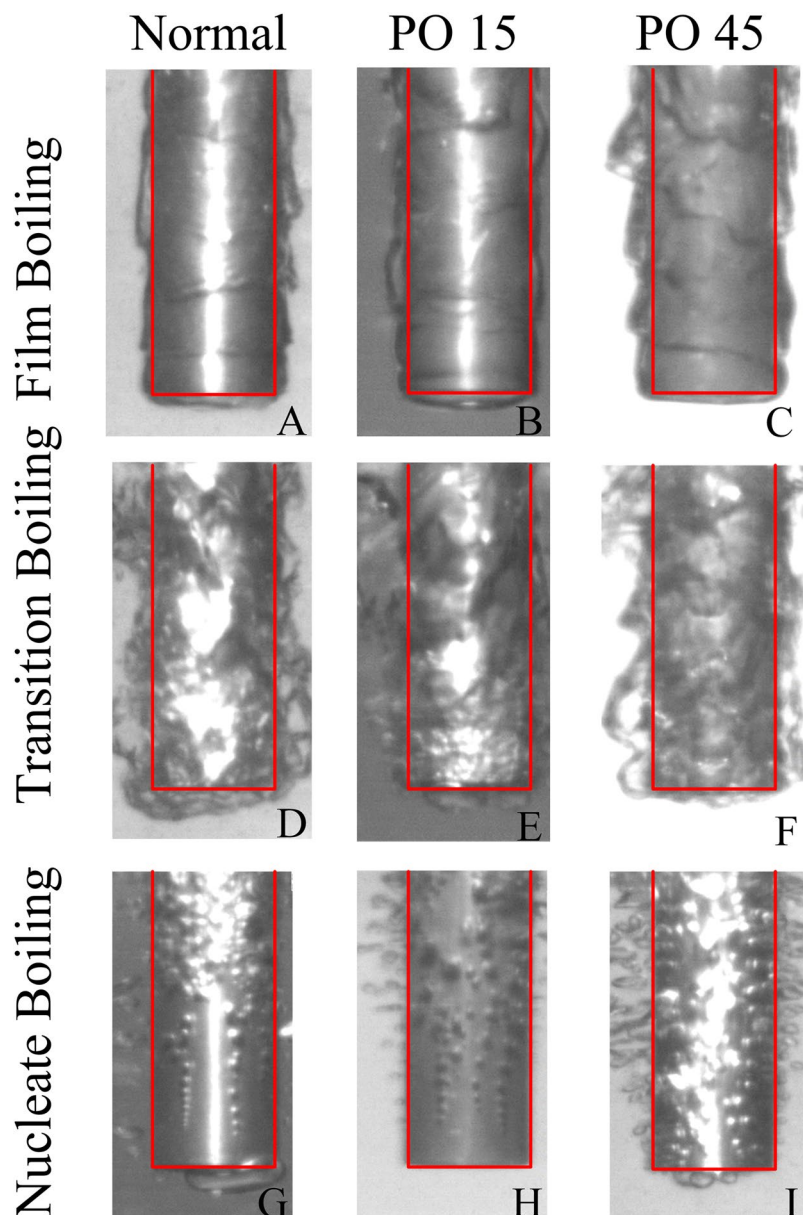 Normal PO 15 PO 45
Film Boiling
A B C
Transition Boiling
D E F
Nucleate Boiling
G H I